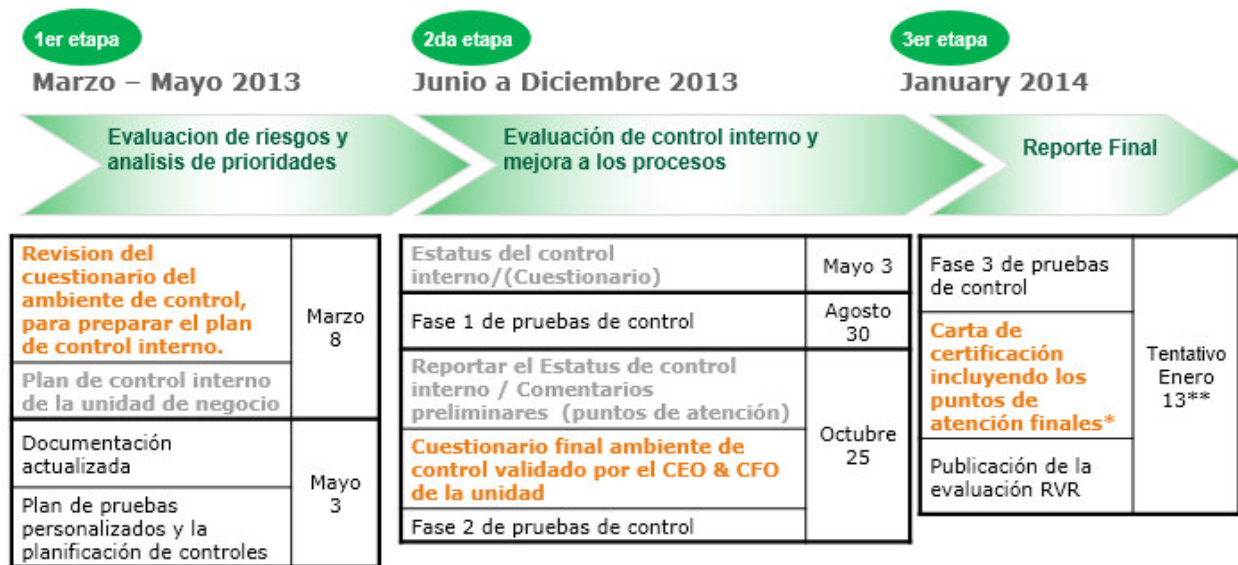 1er etapa
Marzo – Mayo 2013
Evaluacion de riesgos y
analisis de prioridades
Revision del
cuestionario del
ambiente de control,
para preparar el plan
de control interno.
Marzo
8
Plan de control interno
de la unidad de negocio
Documentación
actualizada
Mayo
3
Plan de pruebas
personalizados y la
planificación de controles
2da etapa
Junio a Diciembre 2013
Evaluación de control interno y
mejora a los procesos
Estatus del control
interno/(Cuestionario)
Mayo 3
Fase 1 de pruebas de control
Agosto
30
Reportar el Estatus de control
interno / Comentarios
preliminares (puntos de atención)
Octubre
25
Cuestionario final ambiente de
control validado por el CEO & CFO
de la unidad
Fase 2 de pruebas de control
3er etapa
January 2014
Reporte Final
Fase 3 de pruebas
de control
Carta de
certificación
incluyendo los
puntos de
atención finales*
Tentativo
Enero
13**
Publicación de la
evaluación RVR